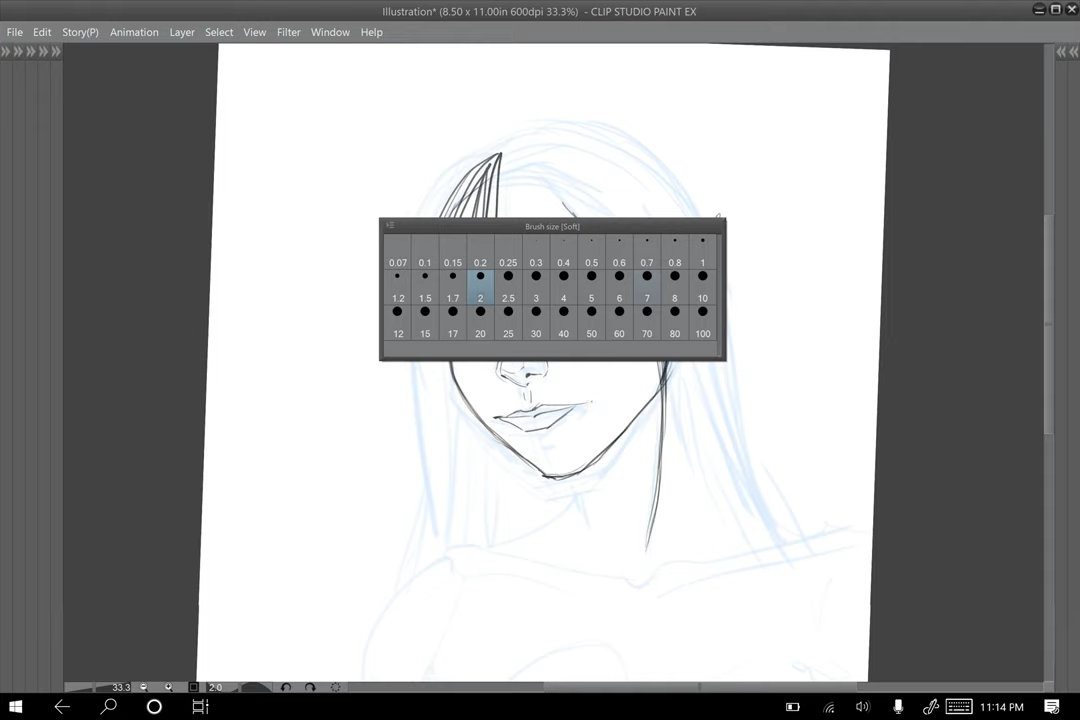 Illustration* (8.50 x 11.00in 600dpi 33.3%) - CLIP STUDIO PAINT EX
File Edit Story(P) Animation Layer Select View Filter Window Help
Brush size [Soft]
0.07 0.1 0.15 0.2 0.25 0.3 0.4 0.5 0.6 0.7 0.8 1
1.2 1.5 1.7 2 2.5 3 4 5 6 7 8 10
12 15 17 20 25 30 40 50 60 70 80 100
33.3 2.0
11:14 PM